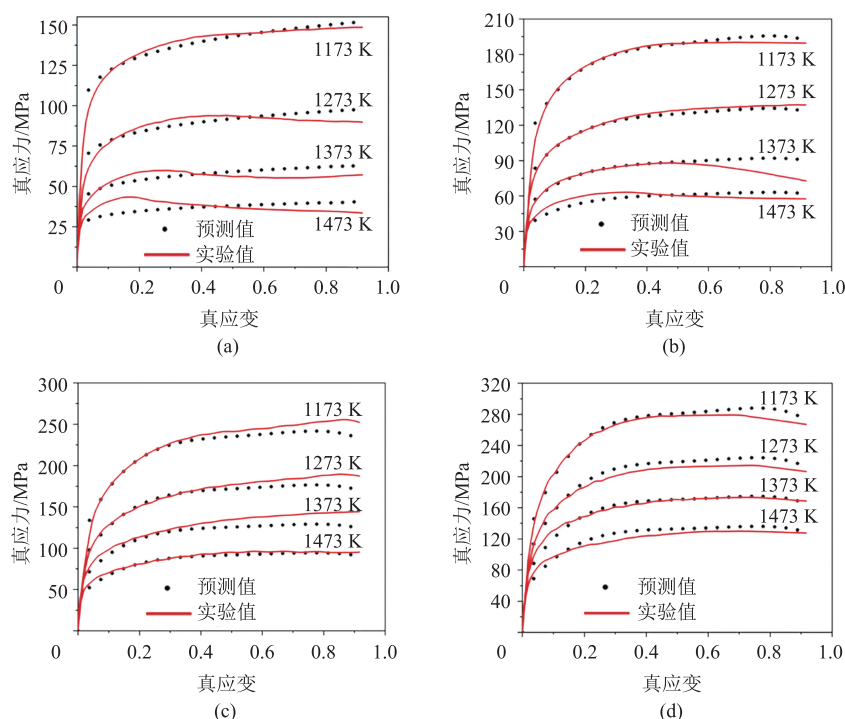 150
125
100
75
50
25
真应力/MPa
1173 K
1273 K
1373 K
1473 K
预测值
实验值
0 0.2 0.4 0.6 0.8 1.0
真应变
(a)
210
180
150
120
90
60
30
真应力/MPa
1173 K
1273 K
1373 K
1473 K
预测值
实验值
0 0.2 0.4 0.6 0.8 1.0
真应变
(b)
300
250
200
150
100
50
真应力/MPa
1173 K
1273 K
1373 K
1473 K
预测值
实验值
0 0.2 0.4 0.6 0.8 1.0
真应变
(c)
320
280
240
200
160
120
80
40
真应力/MPa
1173 K
1273 K
1373 K
1473 K
预测值
实验值
0 0.2 0.4 0.6 0.8 1.0
真应变
(d)